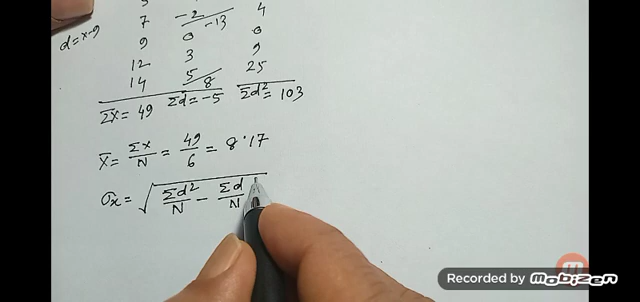 7 -2 4
-13
d=x-9 9 0 0
12 3 9
14 5 25
8
Σx = 49 Σd = -5 Σd² = 103
X̄ = Σx/N = 49/6 = 8·17
σx = √ Σd²/N - Σd/N
Recorded by Mobizen